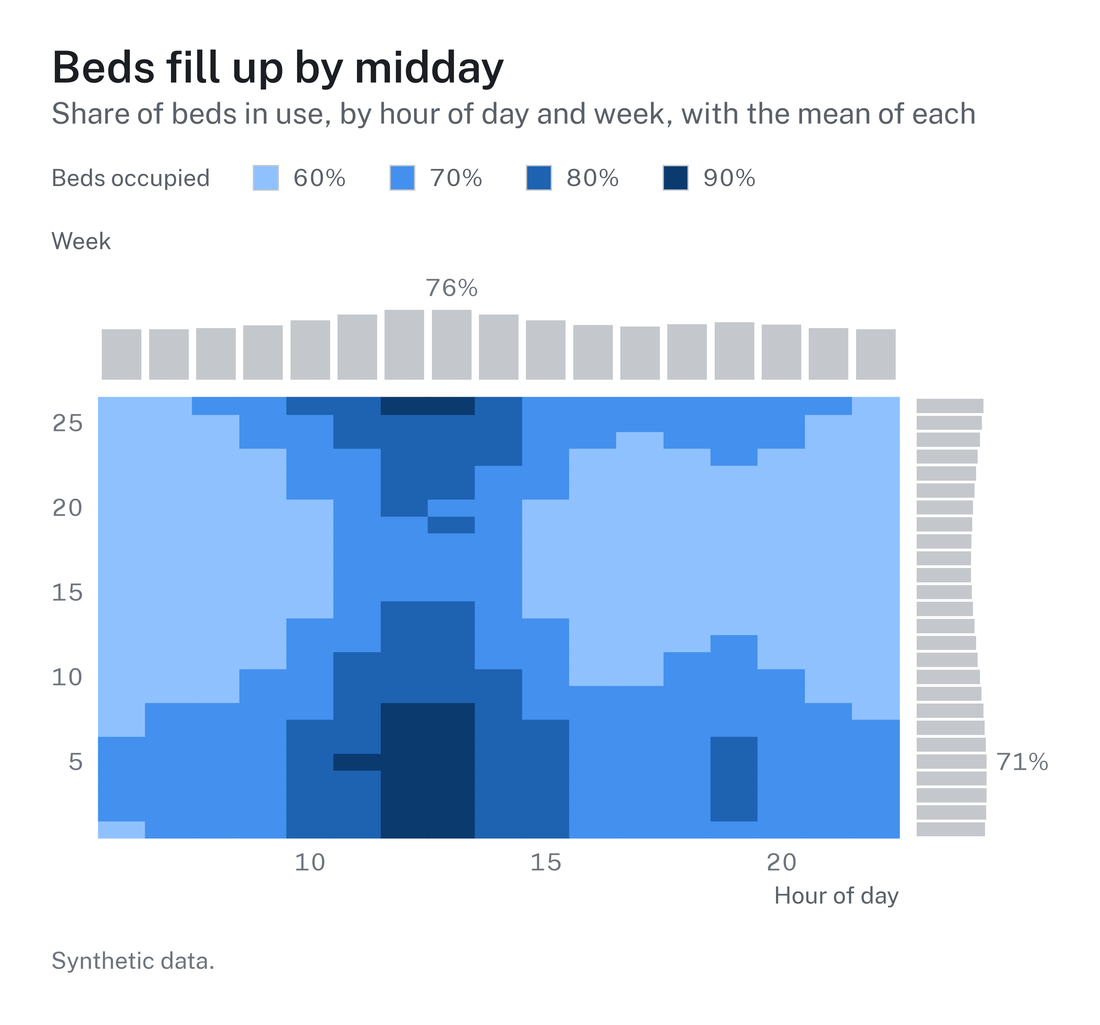 Beds fill up by midday
Share of beds in use, by hour of day and week, with the mean of each
Beds occupied 60% 70% 80% 90%
Week
76%
25
20
15
10
5 71%
10 15 20
Hour of day
Synthetic data.